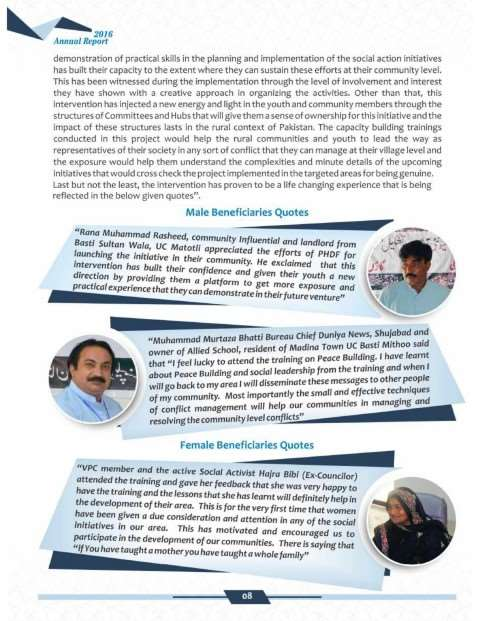 2016
Annual Report
demonstration of practical skills in the planning and implementation of the social action initiatives
has built their capacity to the extent where they can sustain these efforts at their community level.
This has been witnessed during the implementation through the level of involvement and interest
they have shown with a creative approach in organizing the activities. Other than that, this
intervention has injected a new energy and light in the youth and community members through the
structures of Committees and Hubs that will give them a sense of ownership for this initiative and the
impact of these structures lasts in the rural context of Pakistan. The capacity building trainings
conducted in this project would help the rural communities and youth to lead the way as
representatives of their society in any sort of conflict that they can manage at their village level and
the exposure would help them understand the complexities and minute details of the upcoming
initiatives that would cross check the project implemented in the targeted areas for being genuine.
Last but not the least, the intervention has proven to be a life changing experience that is being
reflected in the below given quotes”.
Male Beneficiaries Quotes
“Rana Muhammad Rasheed, community Influential and landlord from
Basti Sultan Wala, UC Matotli appreciated the efforts of PHDF for
launching the initiative in their community. He exclaimed that this
intervention has built their confidence and given their youth a new
direction by providing them a platform to get more exposure and
practical experience that they can demonstrate in their future venture”
“Muhammad Murtaza Bhatti Bureau Chief Duniya News, Shujabad and
owner of Allied School, resident of Madina Town UC Basti Mithoo said
that “I feel lucky to attend the training on Peace Building. I have learnt
about Peace Building and social leadership from the training and when I
will go back to my area I will disseminate these messages to other people
of my community. Most importantly the small and effective techniques
of conflict management will help our communities in managing and
resolving the community level conflicts”
Female Beneficiaries Quotes
“VPC member and the active Social Activist Hajra Bibi (Ex-Councilor)
attended the training and gave her feedback that she was very happy to
have the training and the lessons that she has learnt will definitely help in
the development of their area. This is for the very first time that women
have been given a due consideration and attention in any of the social
initiatives in our area. This has motivated and encouraged us to
participate in the development of our communities. There is saying that
“If You have taught a mother you have taught a whole family”
08